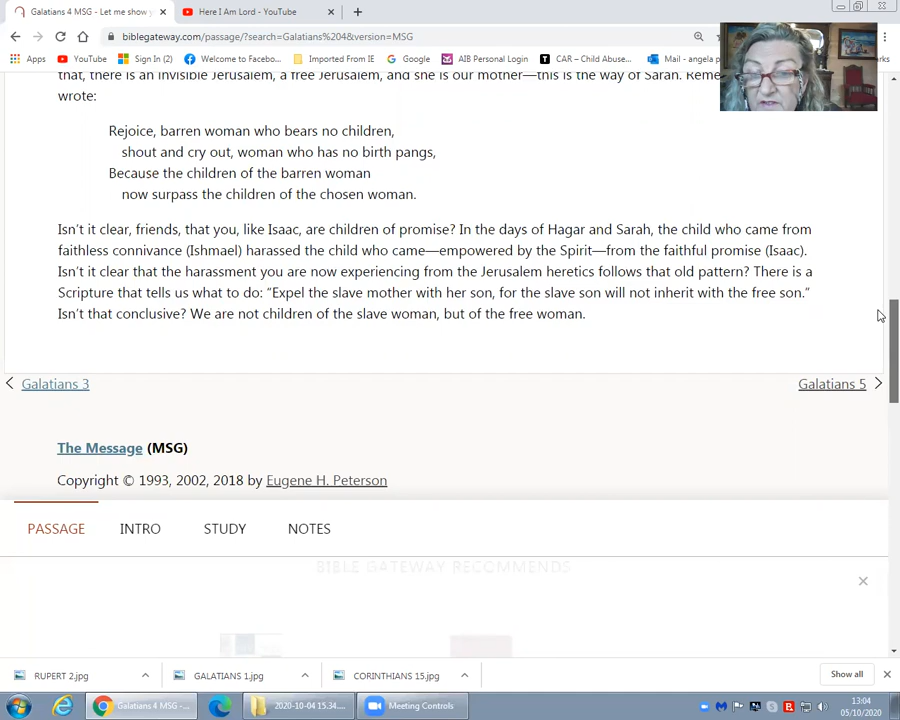 Galatians 4 MSG - Let me show y
Here I Am Lord - YouTube
biblegateway.com/passage/?search=Galatians%204&version=MSG
Apps YouTube Sign In (2) Welcome to Facebo... Imported From IE Google AIB Personal Login CAR – Child Abuse... Mail - angela p
that, there is an invisible Jerusalem, a free Jerusalem, and she is our mother—this is the way of Sarah.
wrote:
Rejoice, barren woman who bears no children,
shout and cry out, woman who has no birth pangs,
Because the children of the barren woman
now surpass the children of the chosen woman.
Isn’t it clear, friends, that you, like Isaac, are children of promise? In the days of Hagar and Sarah, the child who came from
faithless connivance (Ishmael) harassed the child who came—empowered by the Spirit—from the faithful promise (Isaac).
Isn’t it clear that the harassment you are now experiencing from the Jerusalem heretics follows that old pattern? There is a
Scripture that tells us what to do: “Expel the slave mother with her son, for the slave son will not inherit with the free son.”
Isn’t that conclusive? We are not children of the slave woman, but of the free woman.
Galatians 3
Galatians 5
The Message (MSG)
Copyright © 1993, 2002, 2018 by Eugene H. Peterson
PASSAGE INTRO STUDY NOTES
BIBLE GATEWAY RECOMMENDS
RUPERT 2.jpg GALATIANS 1.jpg CORINTHIANS 15.jpg Show all
Galatians 4 MSG -... 2020-10-04 15.34.... Meeting Controls
13:04
05/10/2020